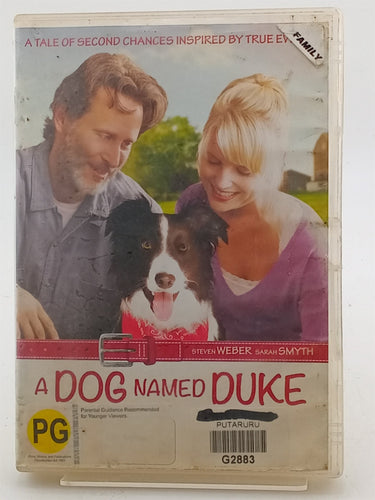 A TALE OF SECOND CHANCES INSPIRED BY TRUE
FAMILY
STEVEN WEBER SARAH SMYTH
A DOG NAMED DUKE
PG
Parental Guidance Recommended
for Younger Viewers
PUTARURU
G2883